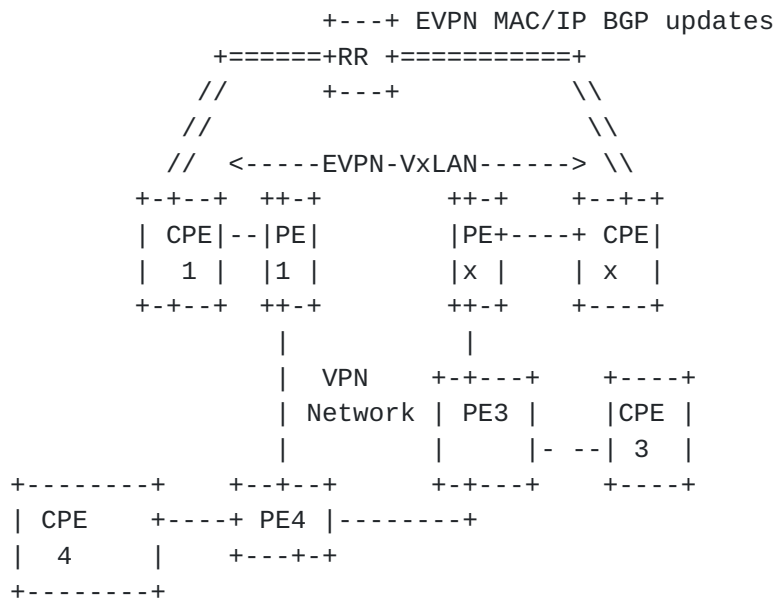 +---+ EVPN MAC/IP BGP updates
            +======+RR +===========+
           //      +---+            \\
          //                         \\
         //  <-----EVPN-VxLAN------> \\
       +-+--+  ++-+        ++-+    +--+-+
       | CPE|--|PE|        |PE+----+ CPE|
       |  1 |  |1 |        |x |    | x  |
       +-+--+  ++-+        ++-+    +----+
                |           |
                |  VPN    +-+---+    +----+
                | Network | PE3 |    |CPE |
                |         |     |- --| 3  |
+--------+   +--+--+      +-+---+    +----+
| CPE    +----+ PE4 |--------+
|  4     |   +---+-+
+--------+